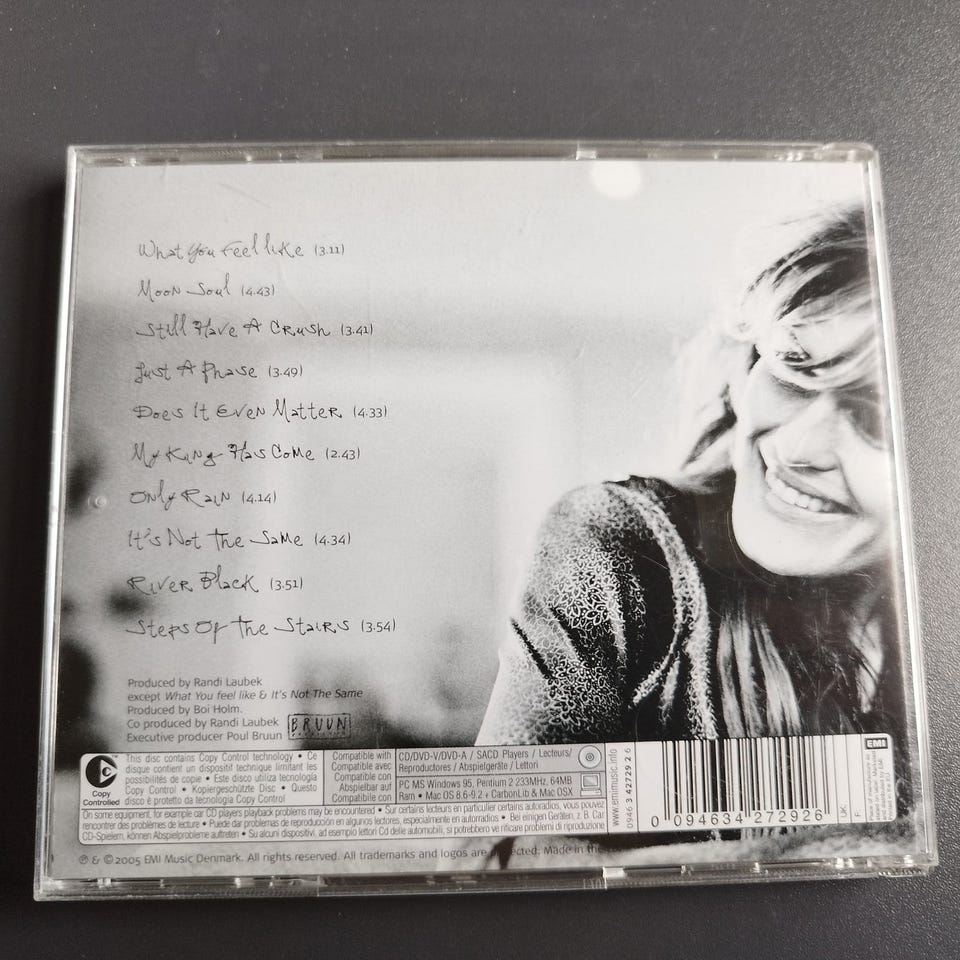 What You Feel like (3.11)
Moon Soul (4.43)
Still Have A Crush (3.41)
Just A Phase (3.49)
Does It Even Matter (4.33)
My King Has Come (2.43)
Only Rain (4.14)
It's Not The Same (4.34)
River Black (3.51)
Steps Of The Stairs (3.54)
Produced by Randi Laubek
except What You feel like & It's Not The Same
Produced by Boi Holm.
Co produced by Randi Laubek
Executive producer Poul Bruun
BRUUN
Copy
Controlled
This disc contains Copy Control technology • Ce
disque contient un dispositif technique limitant les
possibilités de copie • Este disco utiliza tecnología
Copy Control • Kopiergeschützte Disc • Questo
disco è protetto da tecnologia Copy Control
Compatible with
Compatible avec
Compatible con
Abspielbar auf
Compatibile con
CD/DVD-V/DVD-A / SACD Players / Lecteurs/
Reproductores / Abspielgeräte / Lettori
PC MS Windows 95, Pentium 2 233MHz, 64MB
Ram • Mac OS 8.6-9.2 + CarbonLib & Mac OSX
On some equipment, for example car CD players playback problems may be encountered • Sur certains lecteurs en particulier certains autoradios, vous pouvez
rencontrer des problèmes de lecture • Puede dar problemas de reproducción en algunos lectores, especialmente en autorradios • Bei einigen Geräten, z. B. Car
CD-Spielern, können Abspielprobleme auftreten • Su alcuni dispositivi, ad esempio lettori Cd delle automobili, si potrebbero verificare problemi di riproduzione
www.emimusic.info
0946 3 42729 2 6
0 094634 272926
EMI
UK
F
℗ & © 2005 EMI Music Denmark. All rights reserved. All trademarks and logos are protected. Made in the